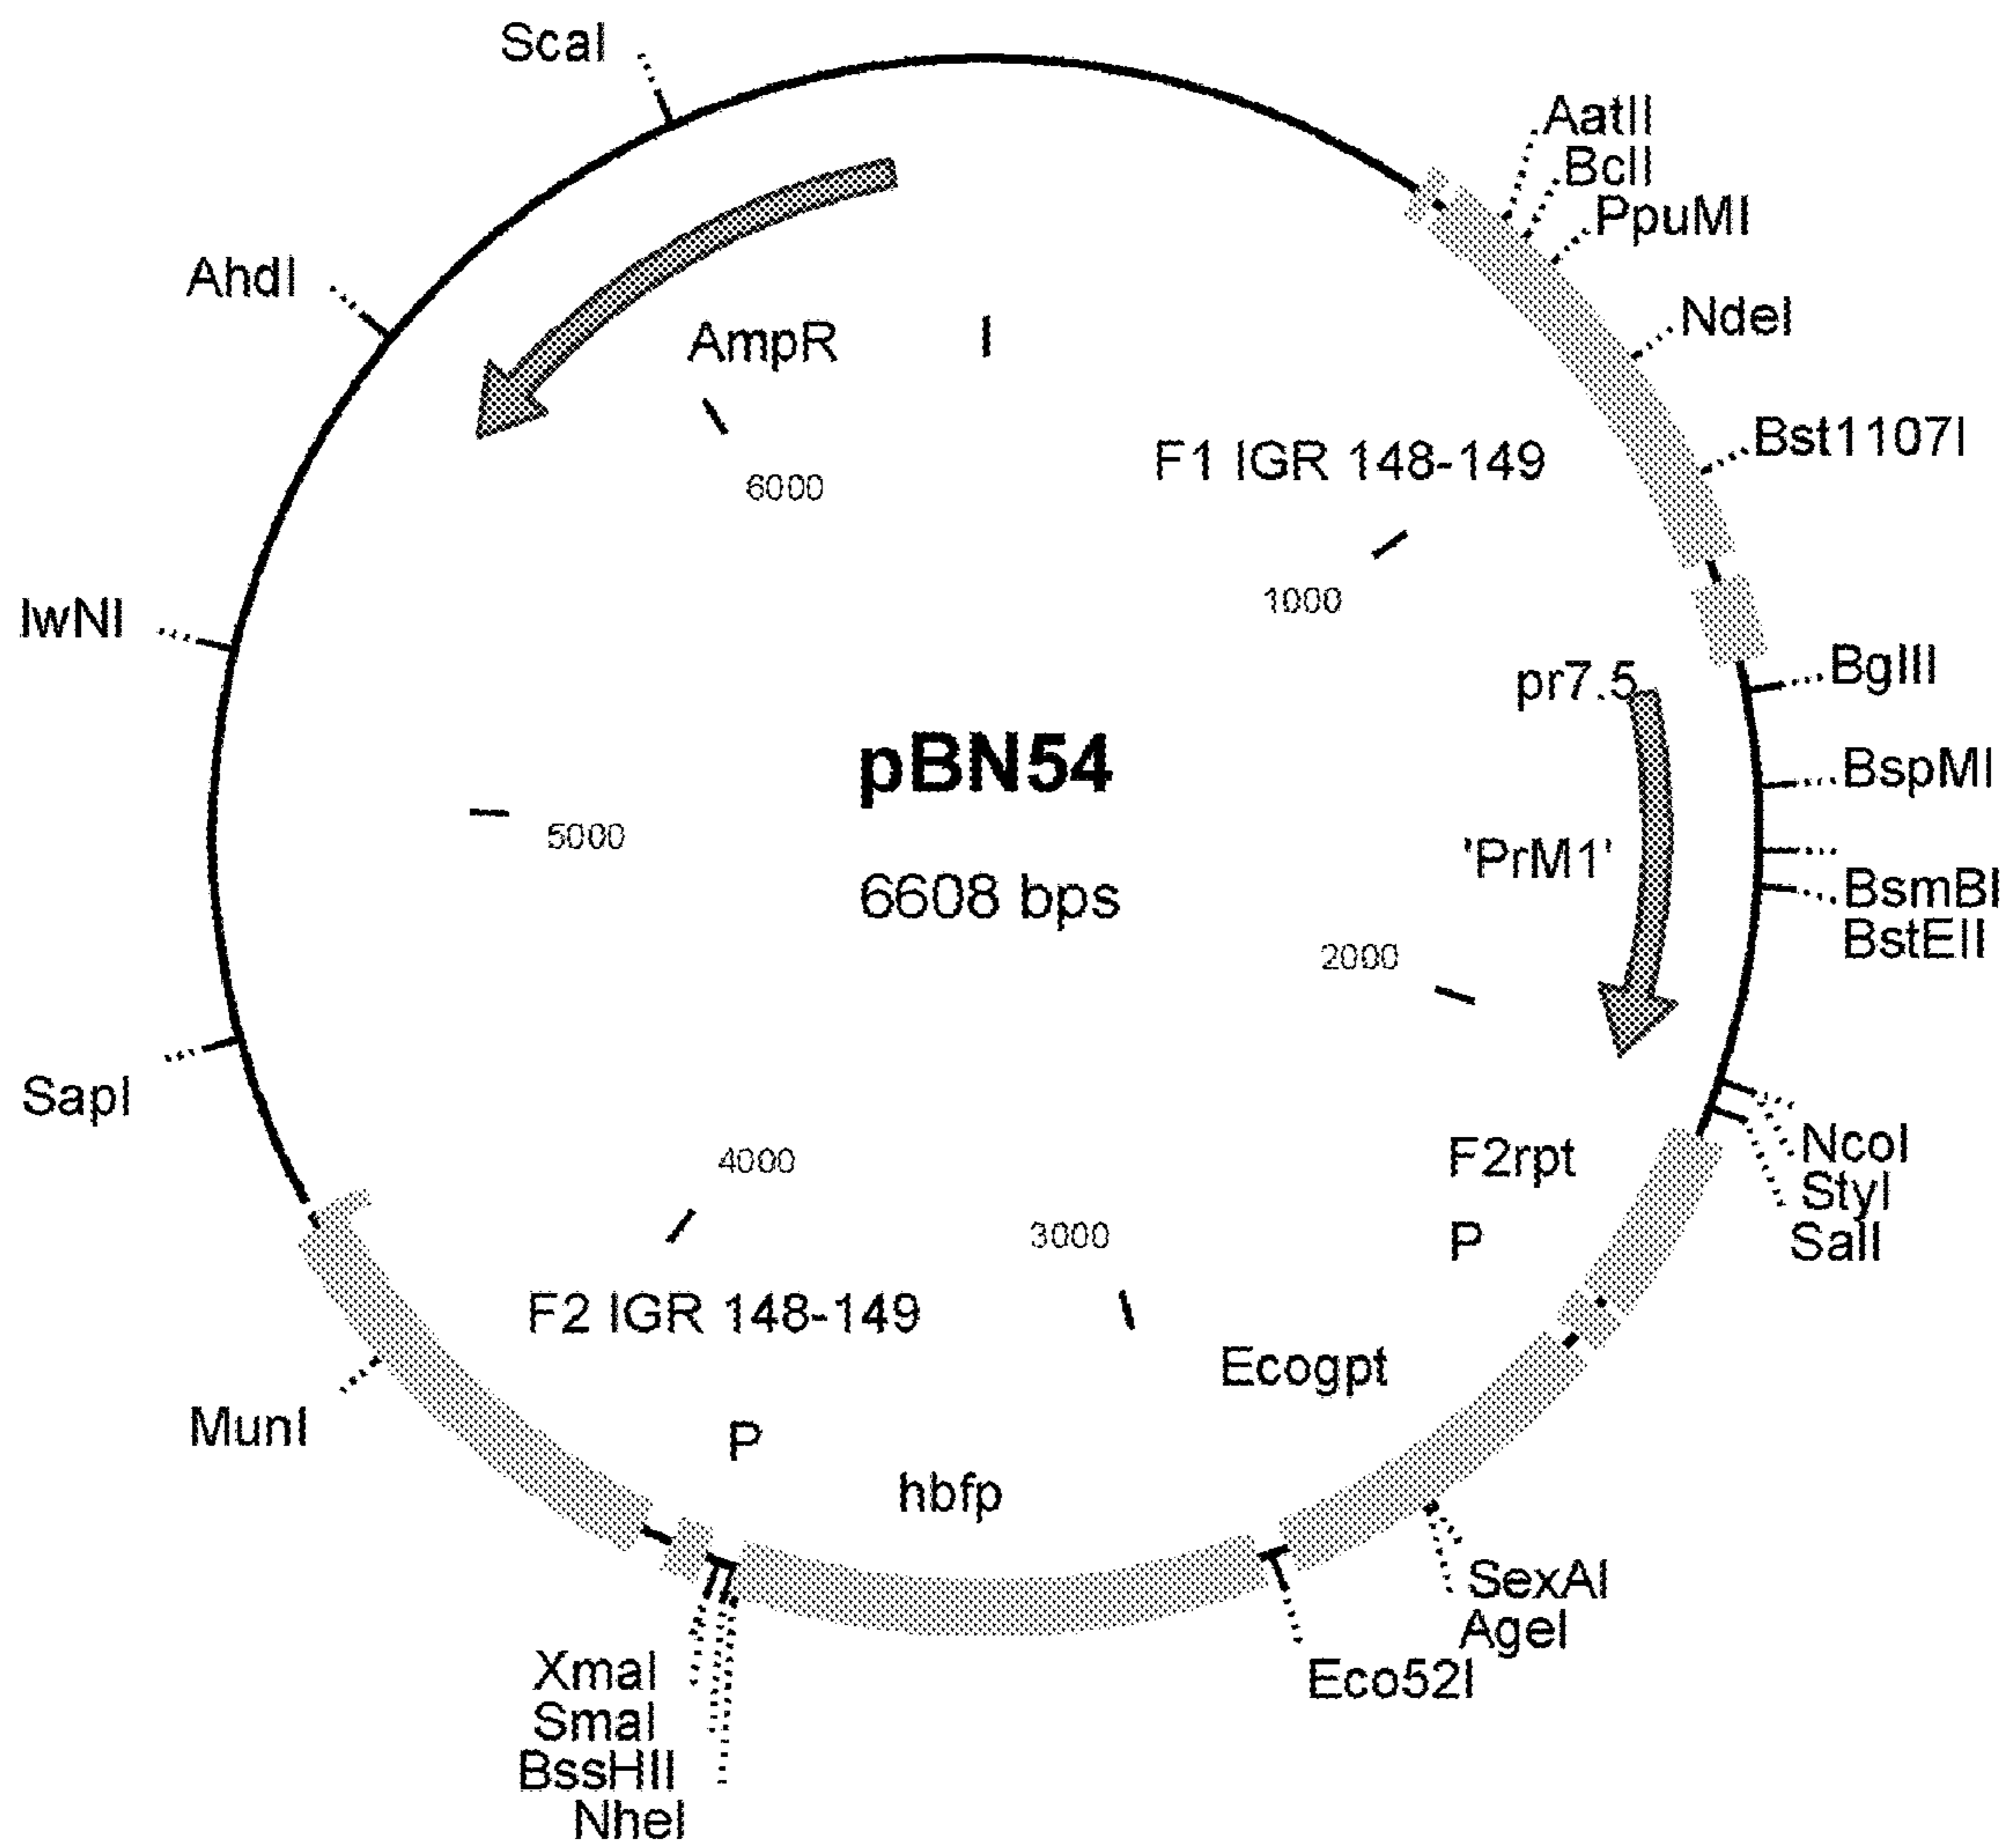 ScaI
AatII
BclI
PpuMI
AhdI
NdeI
AmpR
I
Bst1107I
F1 IGR 148-149
6000
1000
lwNI
BglII
pr7.5
pBN54
BspMI
5000
'PrM1'
6608 bps
BsmBI
BstEII
2000
SapI
NcoI
F2rpt
4000
StyI
3000
P
SalI
F2 IGR 148-149
Ecogpt
MunI
P
hbfp
SexAI
AgeI
XmaI
Eco52I
SmaI
BssHII
NheI